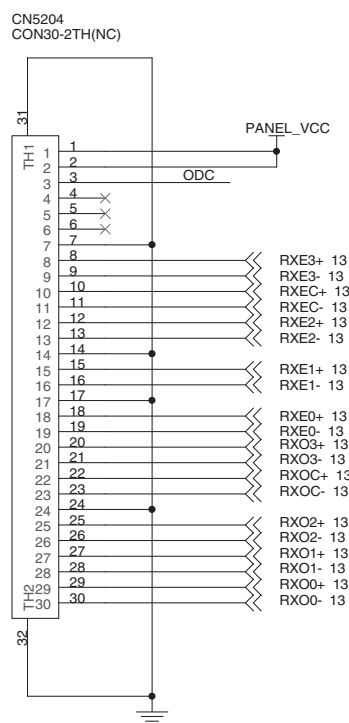 CN5204
CON30-2TH(NC)
31
PANEL_VCC
TH1
1 1
2 2
3 3 ODC
4 4
5 5
6 6
7 7
8 8 RXE3+ 13
9 9 RXE3- 13
10 10 RXEC+ 13
11 11 RXEC- 13
12 12 RXE2+ 13
13 13 RXE2- 13
14 14
15 15 RXE1+ 13
16 16 RXE1- 13
17 17
18 18 RXE0+ 13
19 19 RXE0- 13
20 20 RXO3+ 13
21 21 RXO3- 13
22 22 RXOC+ 13
23 23 RXOC- 13
24 24
25 25 RXO2+ 13
26 26 RXO2- 13
27 27 RXO1+ 13
28 28 RXO1- 13
29 29 RXO0+ 13
30 30 RXO0- 13
TH2
32